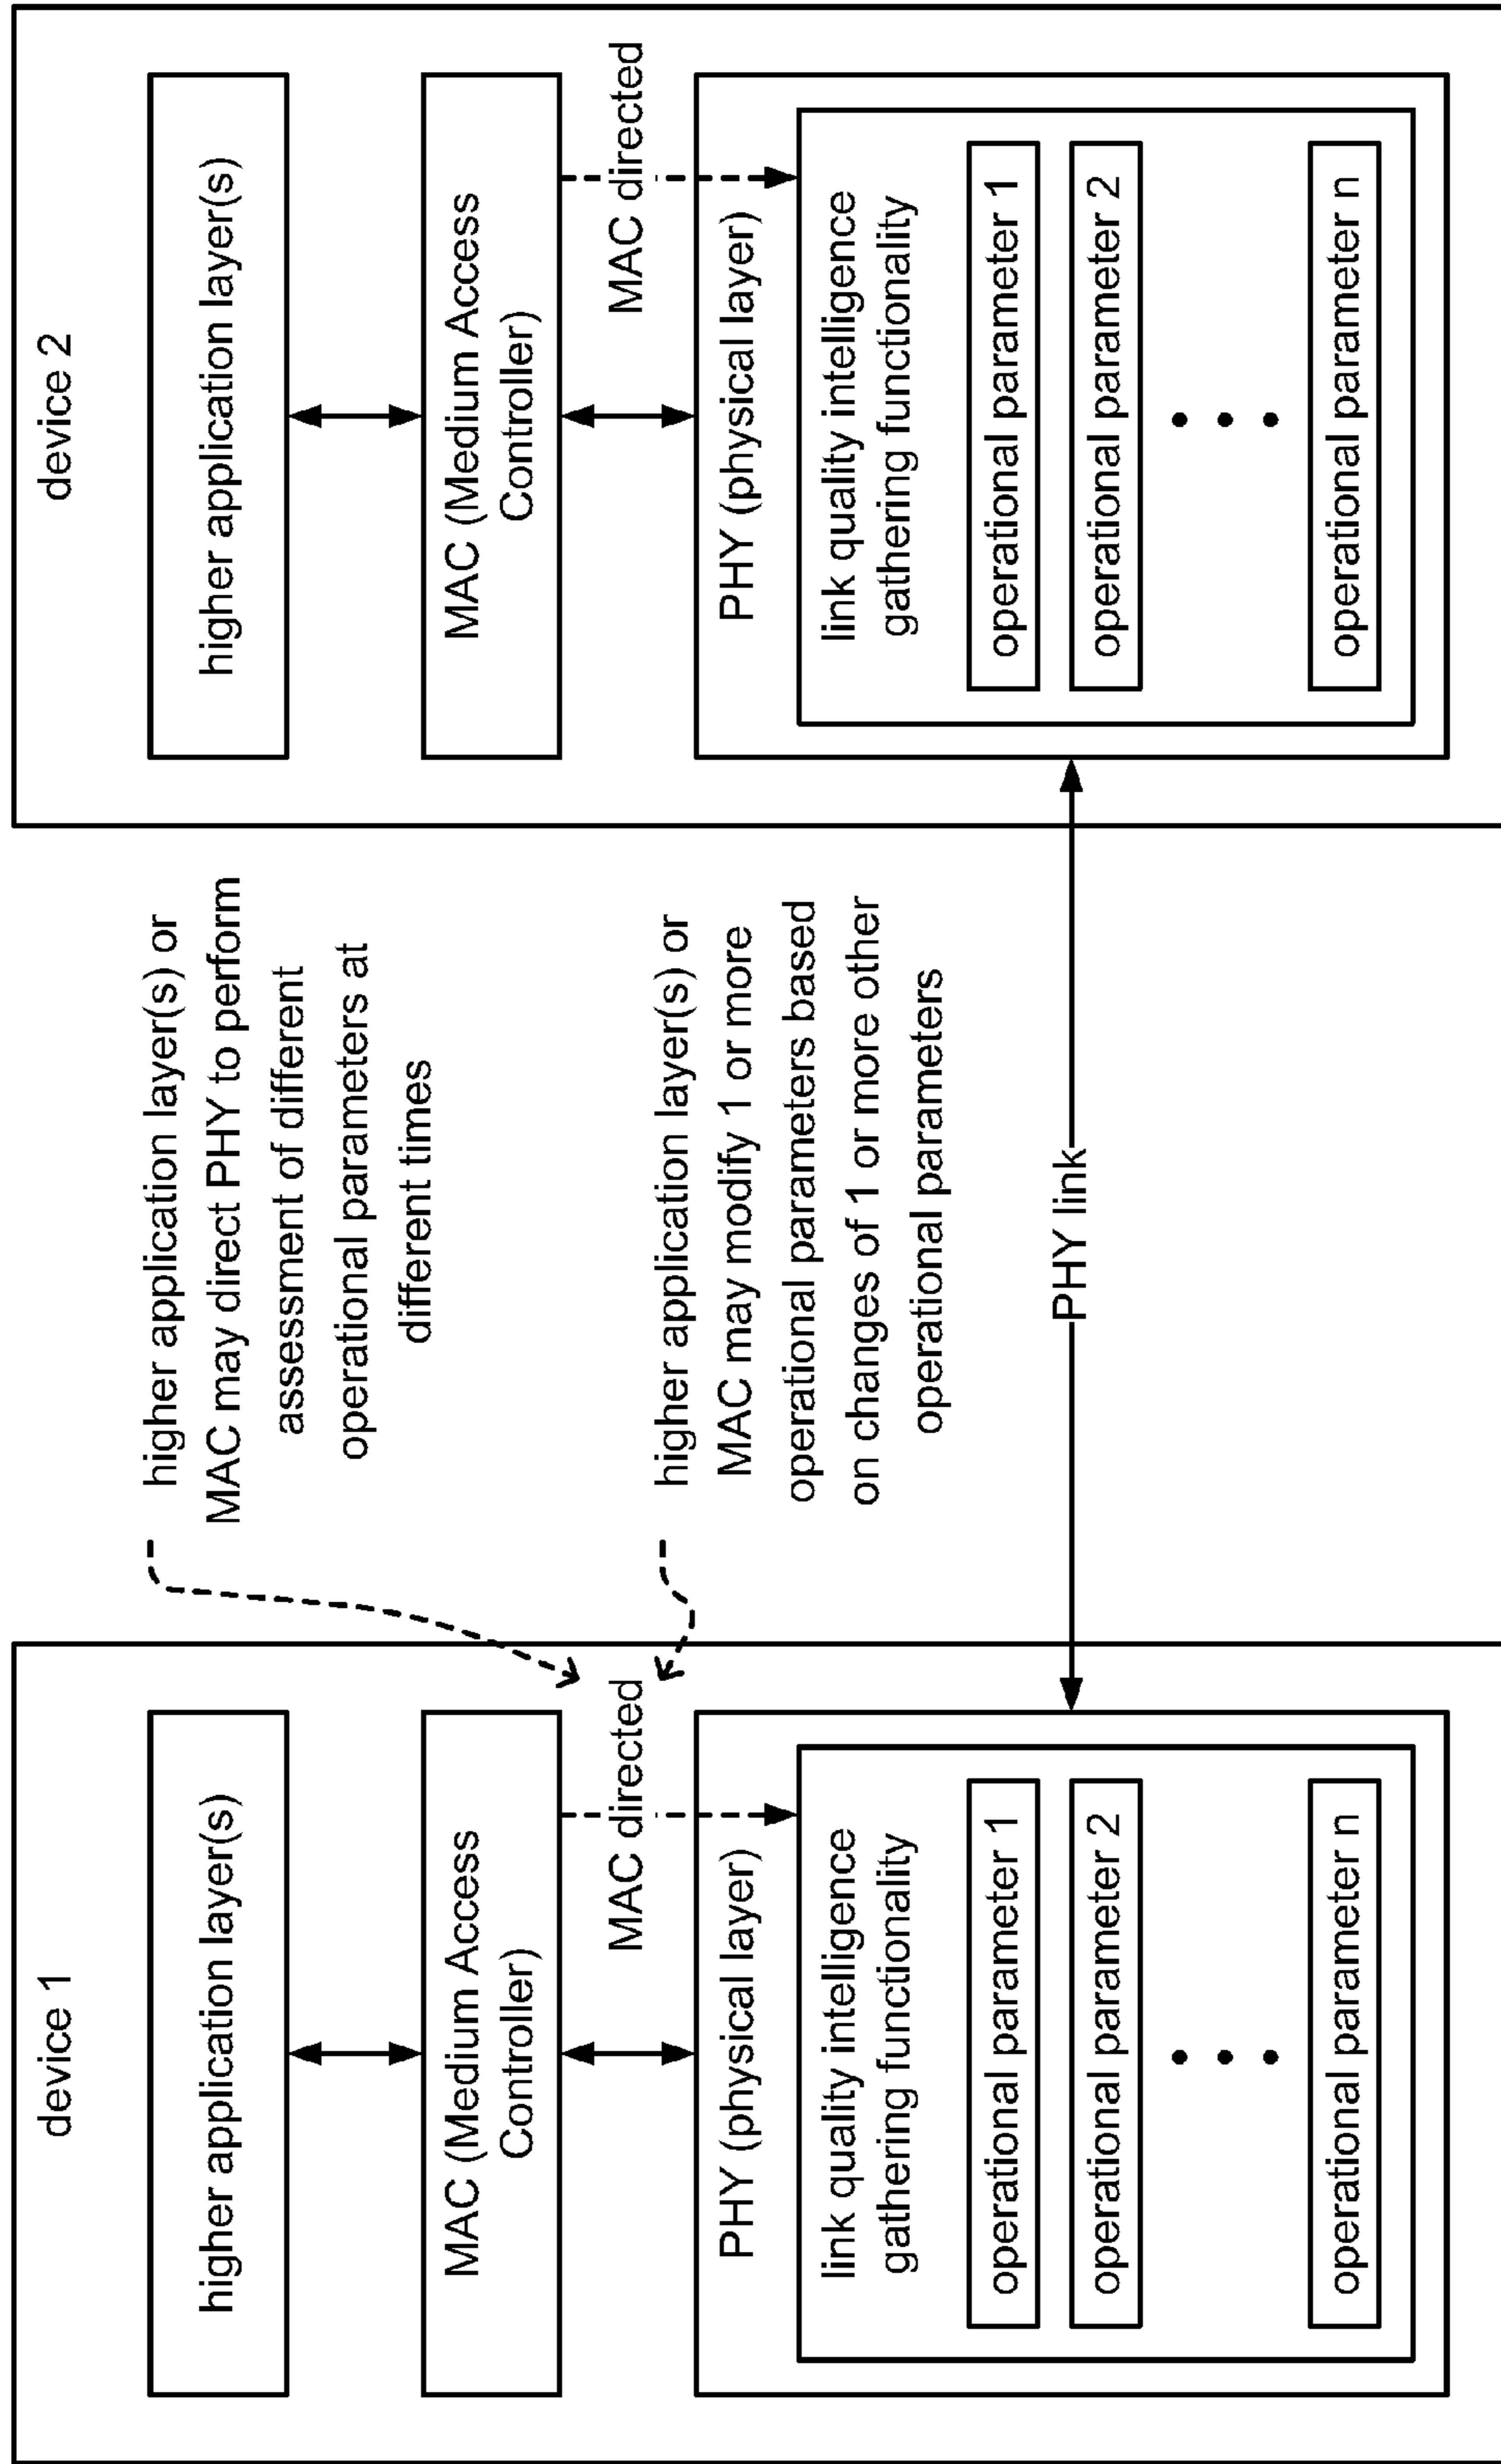 device 1
higher application layer(s)
MAC (Medium Access
Controller)
MAC directed
PHY (physical layer)
link quality intelligence
gathering functionality
operational parameter 1
operational parameter 2
operational parameter n
higher application layer(s) or
MAC may direct PHY to perform
assessment of different
operational parameters at
different times
higher application layer(s) or
MAC may modify 1 or more
operational parameters based
on changes of 1 or more other
operational parameters
PHY link
device 2
higher application layer(s)
MAC (Medium Access
Controller)
MAC directed
PHY (physical layer)
link quality intelligence
gathering functionality
operational parameter 1
operational parameter 2
operational parameter n